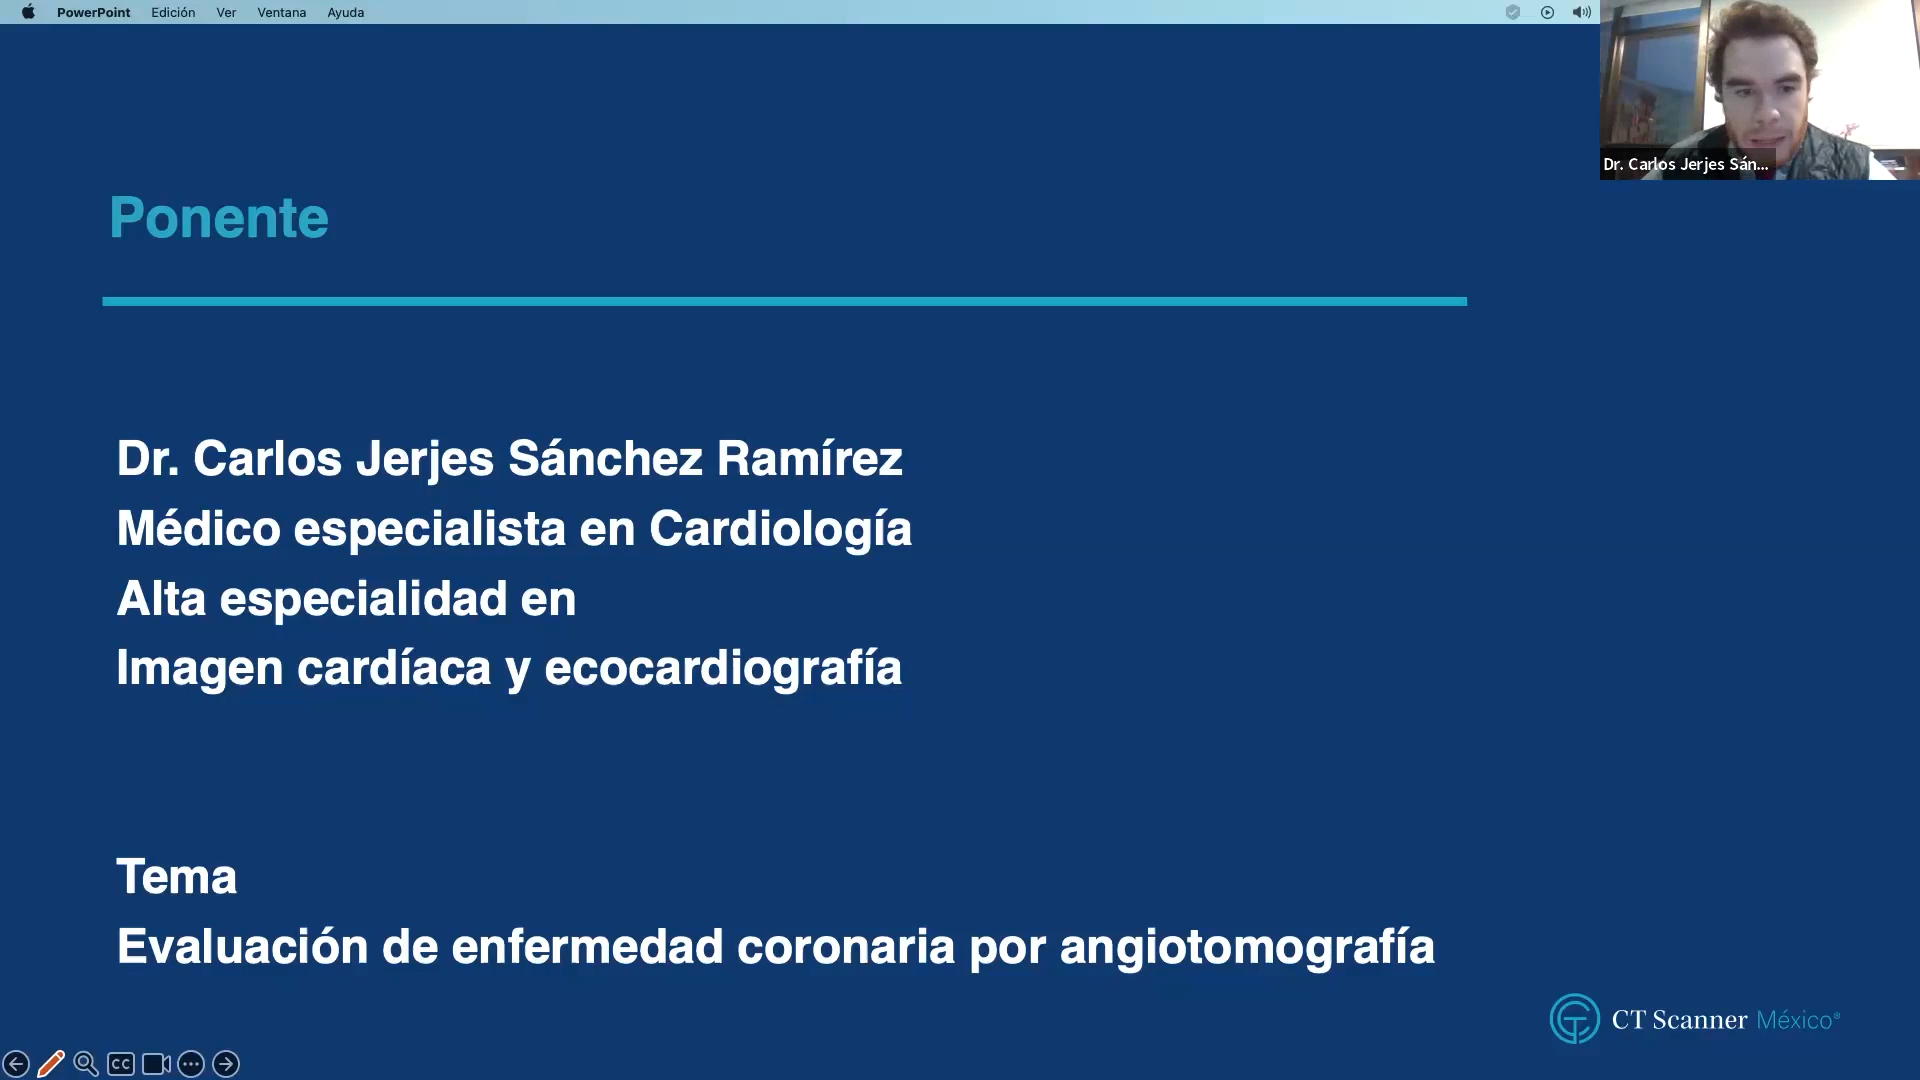 PowerPoint Edición Ver Ventana Ayuda
Dr. Carlos Jerjes Sán...
Ponente
Dr. Carlos Jerjes Sánchez Ramírez
Médico especialista en Cardiología
Alta especialidad en
Imagen cardíaca y ecocardiografía
Tema
Evaluación de enfermedad coronaria por angiotomografía
CT Scanner México®
CC